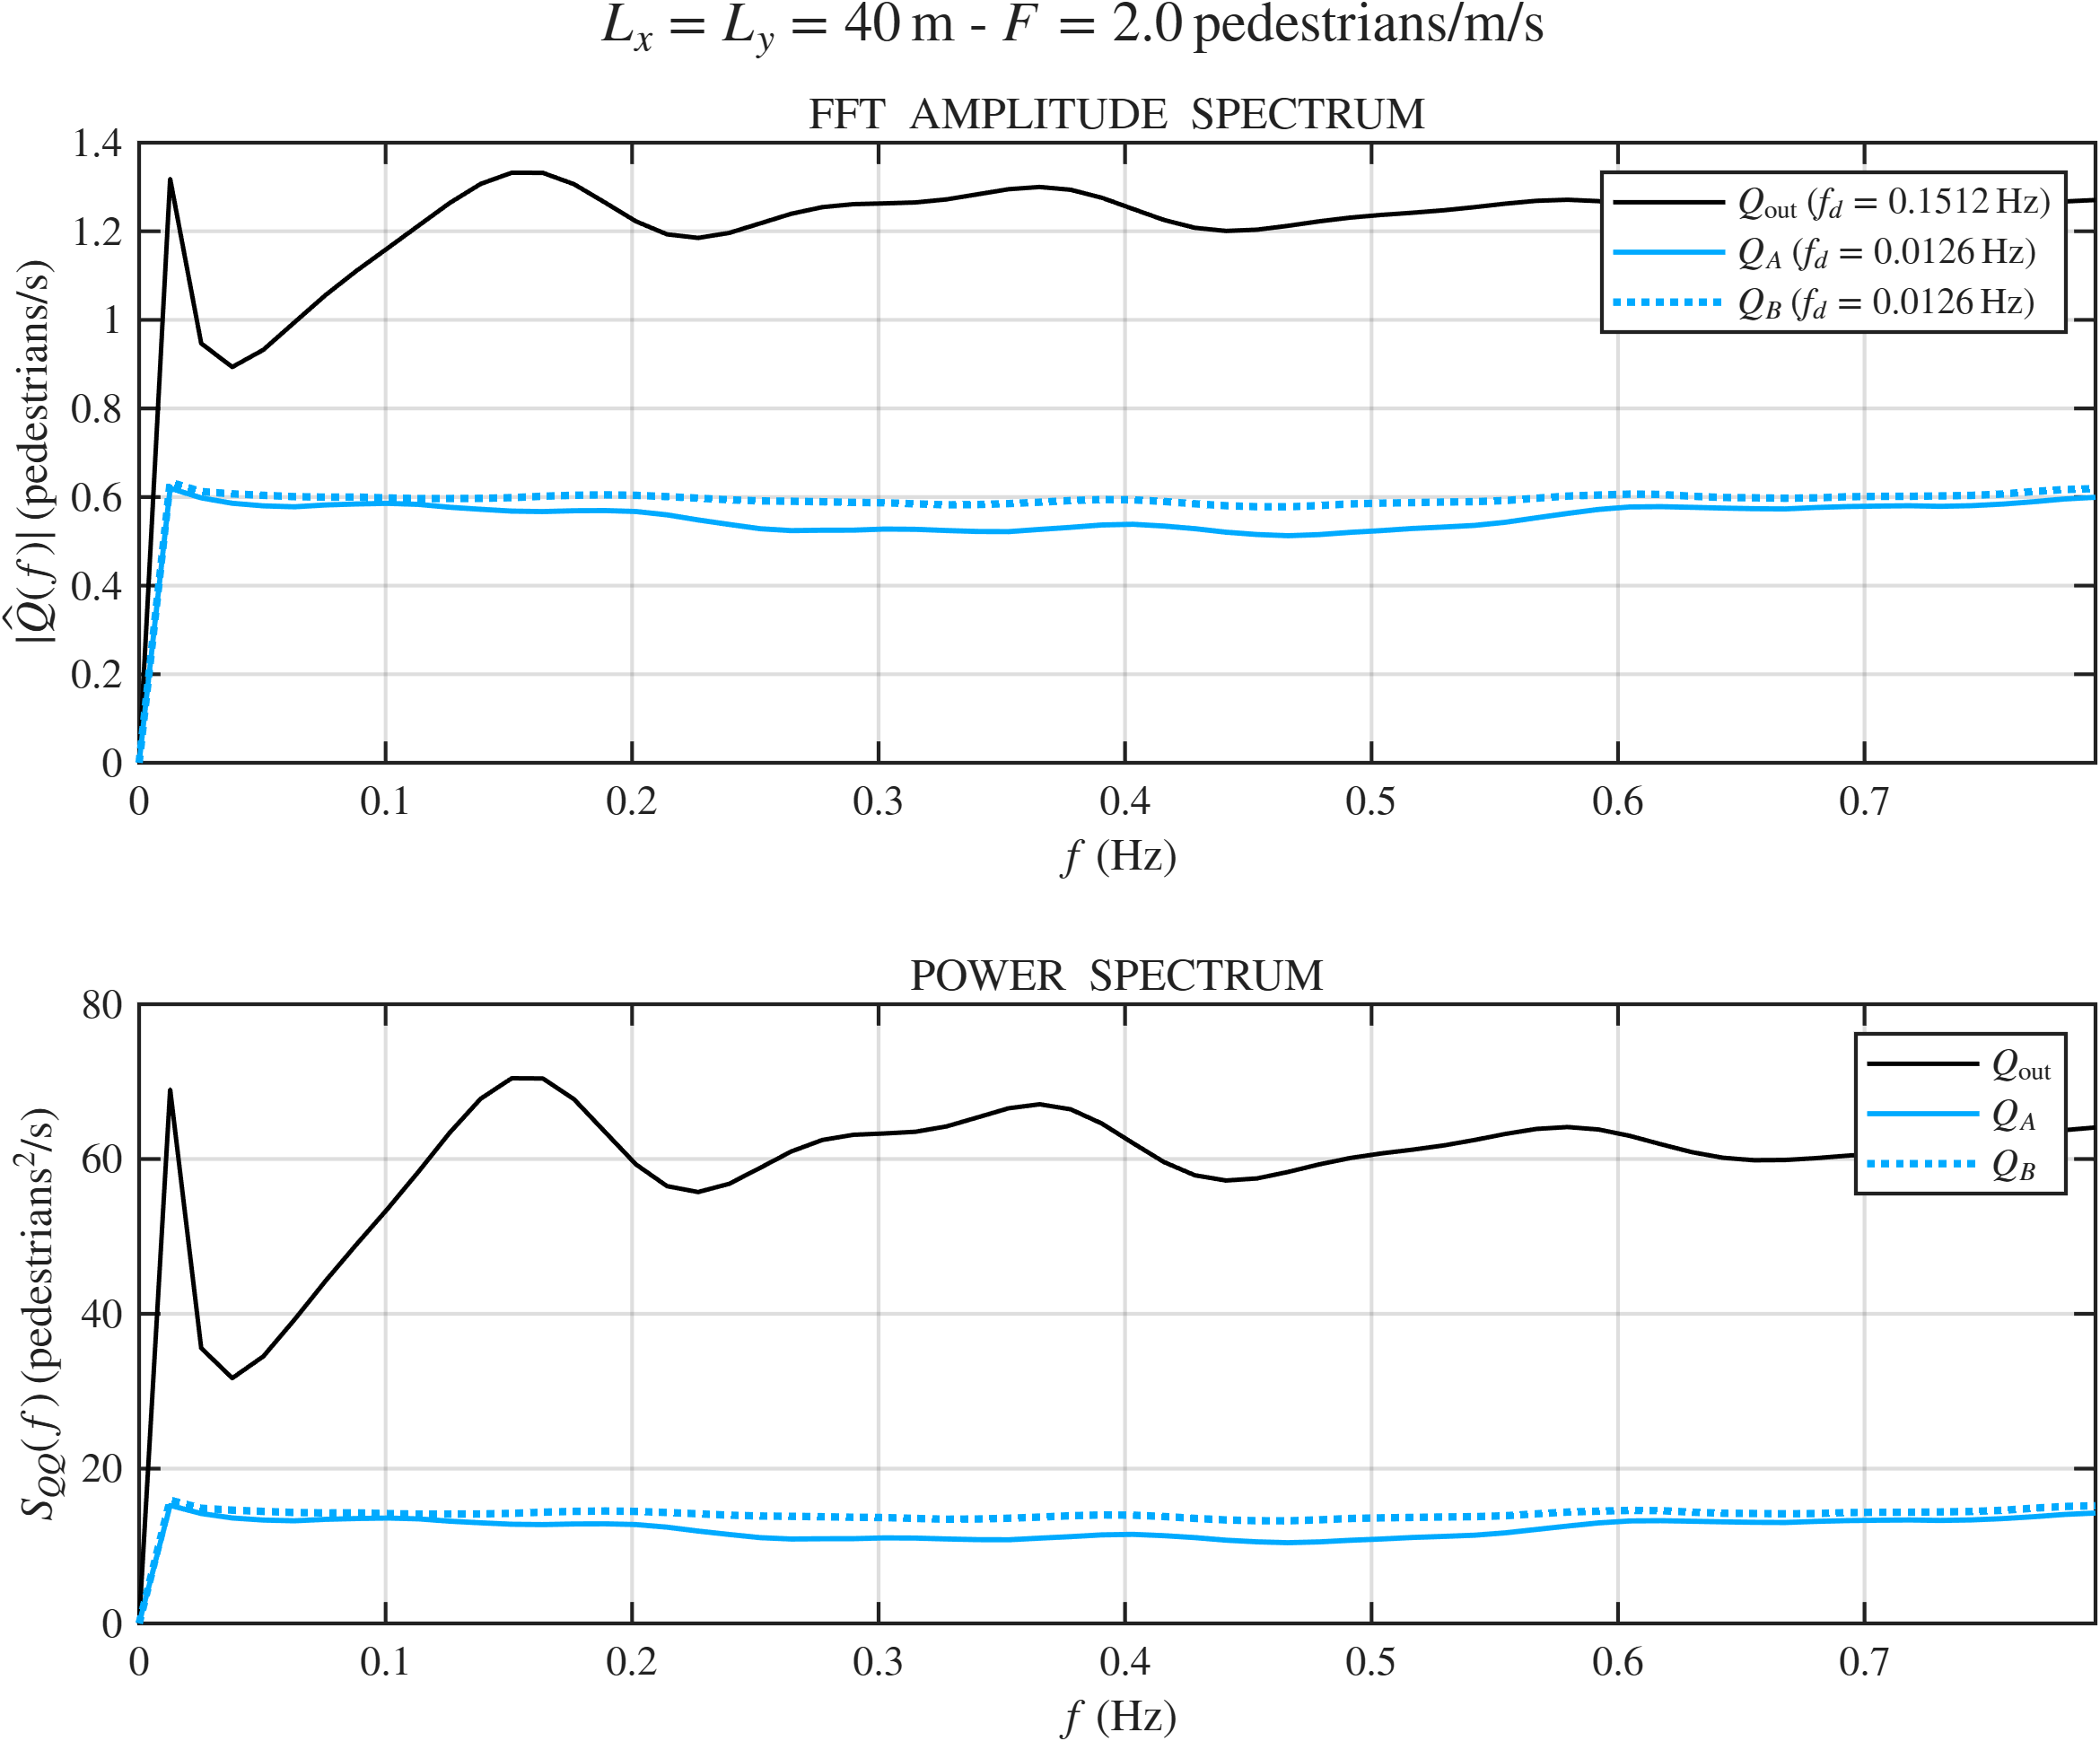 Lx = Ly = 40 m - F = 2.0 pedestrians/m/s
FFT AMPLITUDE SPECTRUM
|Q̂(f)| (pedestrians/s)
1.4
1.2
1
0.8
0.6
0.4
0.2
0
Qout (fd = 0.1512 Hz)
QA (fd = 0.0126 Hz)
QB (fd = 0.0126 Hz)
0 0.1 0.2 0.3 0.4 0.5 0.6 0.7
f (Hz)
POWER SPECTRUM
SQQ(f) (pedestrians²/s)
80
60
40
20
0
Qout
QA
QB
0 0.1 0.2 0.3 0.4 0.5 0.6 0.7
f (Hz)